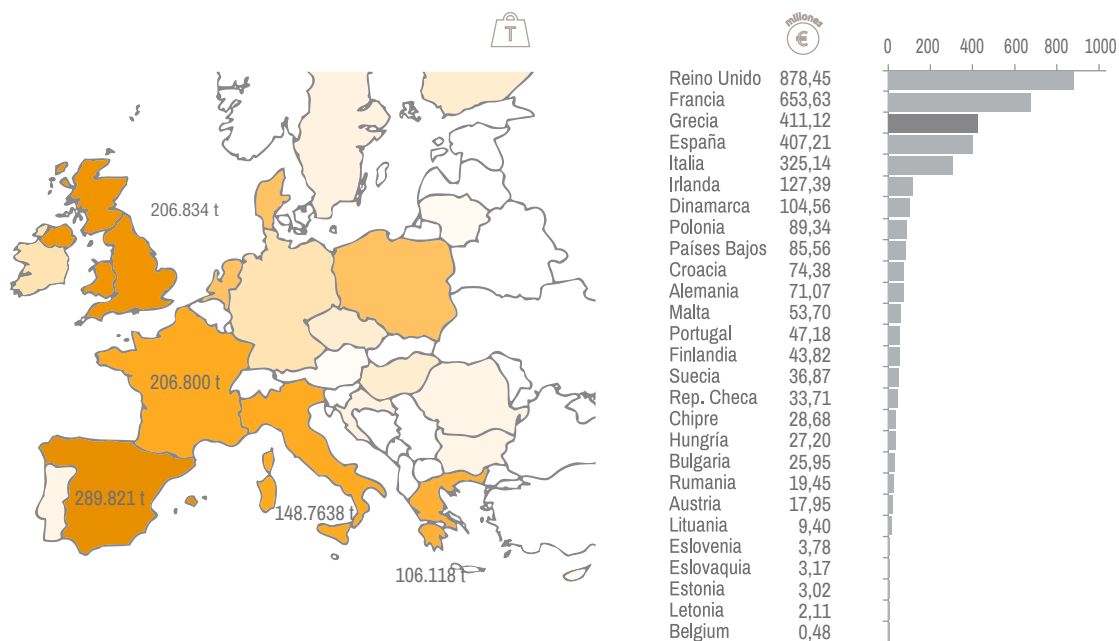 T
millones
€
0 200 400 600 800 1000
206.834 t
206.800 t
289.821 t
148.7638 t
106.118 t
Reino Unido 878,45
Francia 653,63
Grecia 411,12
España 407,21
Italia 325,14
Irlanda 127,39
Dinamarca 104,56
Polonia 89,34
Países Bajos 85,56
Croacia 74,38
Alemania 71,07
Malta 53,70
Portugal 47,18
Finlandia 43,82
Suecia 36,87
Rep. Checa 33,71
Chipre 28,68
Hungría 27,20
Bulgaria 25,95
Rumania 19,45
Austria 17,95
Lituania 9,40
Eslovenia 3,78
Eslovaquia 3,17
Estonia 3,02
Letonia 2,11
Belgium 0,48